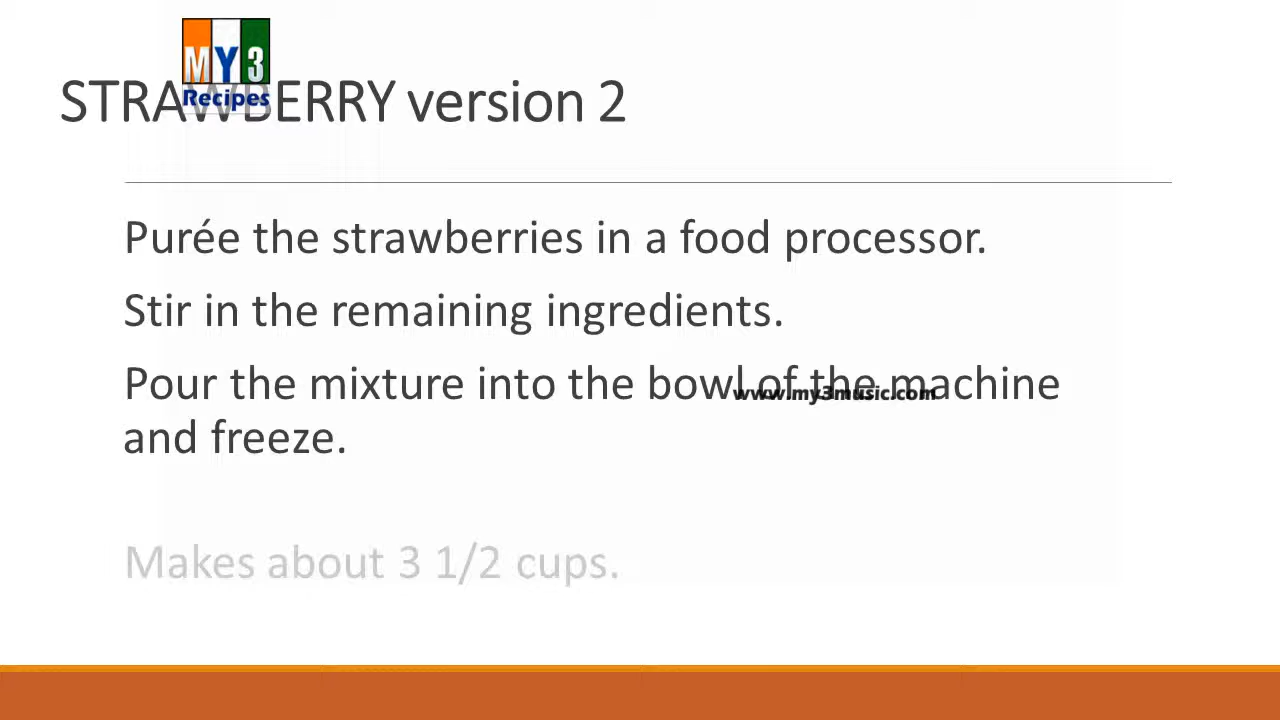 MY3
Recipes
STRAWBERRY version 2
Purée the strawberries in a food processor.
Stir in the remaining ingredients.
Pour the mixture into the bowl of the machine
www.my3music.com
and freeze.
Makes about 3 1/2 cups.